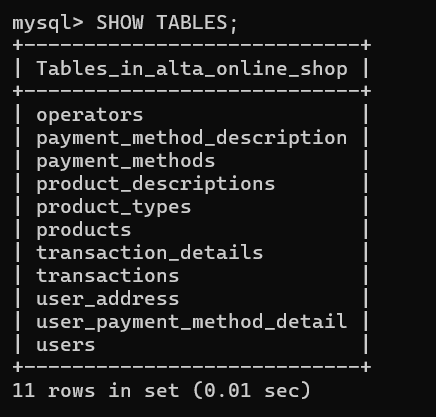 mysql> SHOW TABLES;
+----------------------------+
| Tables_in_alta_online_shop |
+----------------------------+
| operators                  |
| payment_method_description |
| payment_methods            |
| product_descriptions       |
| product_types              |
| products                   |
| transaction_details        |
| transactions               |
| user_address               |
| user_payment_method_detail |
| users                      |
+----------------------------+
11 rows in set (0.01 sec)